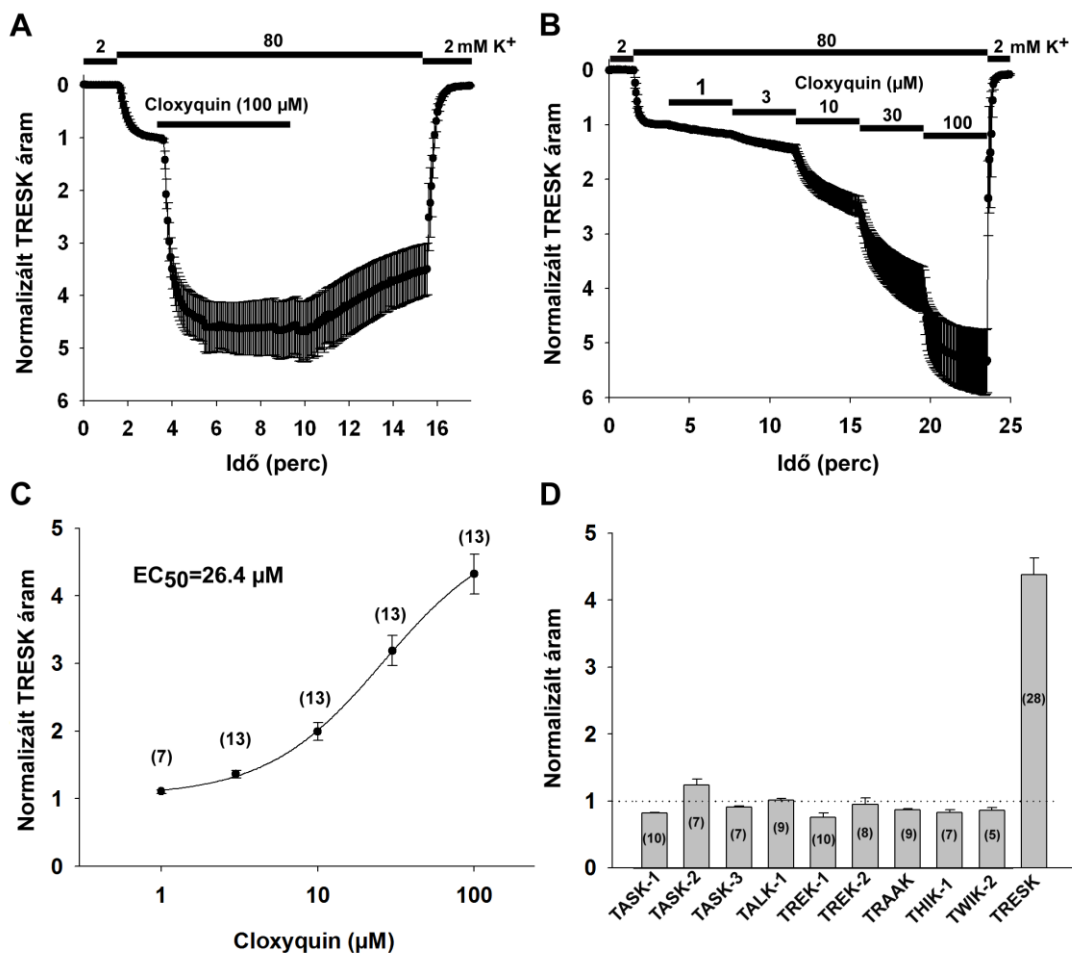 A
2
80
2 mM K+
Cloxyquin (100 µM)
0
1
2
3
4
5
6
Normalizált TRESK áram
0 2 4 6 8 10 12 14 16
Idő (perc)
B
2
80
2 mM K+
Cloxyquin (µM)
1
3
10
30
100
0
1
2
3
4
5
6
Normalizált TRESK áram
0 5 10 15 20 25
Idő (perc)
C
EC50=26.4 µM
(7)
(13)
(13)
(13)
(13)
5
4
3
2
1
0
Normalizált TRESK áram
1 10 100
Cloxyquin (µM)
D
5
4
3
2
1
0
Normalizált áram
(10)
(7)
(7)
(9)
(10)
(8)
(9)
(7)
(5)
(28)
TASK-1
TASK-2
TASK-3
TALK-1
TREK-1
TREK-2
TRAAK
THIK-1
TWIK-2
TRESK